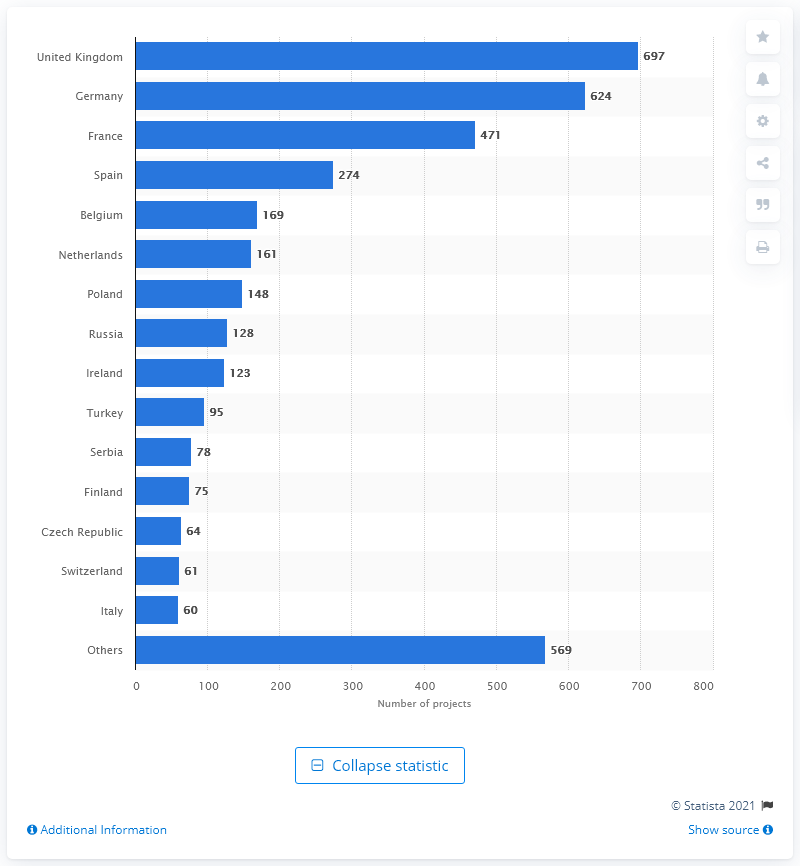 United Kingdom 697
Germany 624
France 471
Spain 274
Belgium 169
Netherlands 161
Poland 148
Russia 128
Ireland 123
Turkey 95
Serbia 78
Finland 75
Czech Republic 64
Switzerland 61
Italy 60
Others 569
0 100 200 300 400 500 600 700 800
Number of projects
Collapse statistic
© Statista 2021
Additional Information Show source